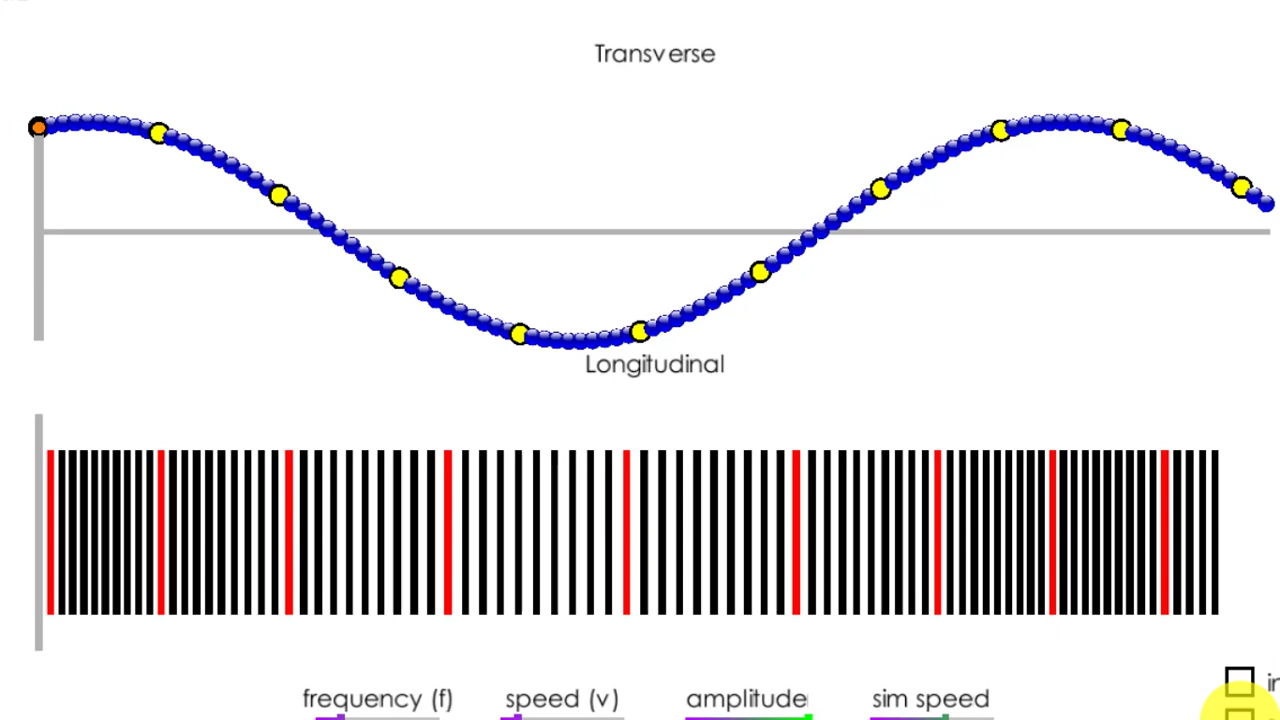 Transverse
Longitudinal
frequency (f) speed (v) amplitude sim speed